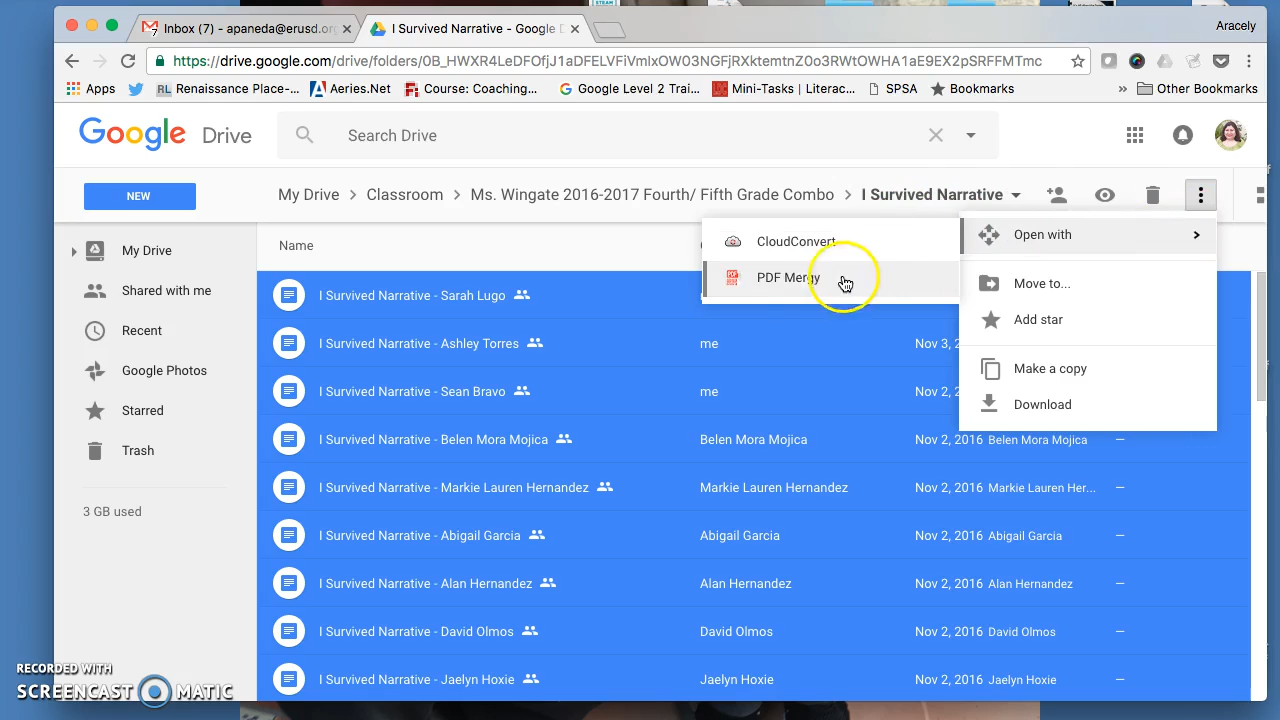 STEAM
Inbox (7) - apaneda@erusd.org
I Survived Narrative - Google D
Aracely
https://drive.google.com/drive/folders/0B_HWXR4LeDFOfjJ1aDFELVFiVmlxOW03NGFjRXktemtnZ0o3RWtOWHA1aE9EX2pSRFFMTmc
Apps
RL Renaissance Place-...
Aeries.Net
Course: Coaching...
Google Level 2 Trai...
Mini-Tasks | Literac...
SPSA
Bookmarks
»
Other Bookmarks
Google Drive
Search Drive
NEW
My Drive > Classroom > Ms. Wingate 2016-2017 Fourth/ Fifth Grade Combo > I Survived Narrative
CloudConvert
PDF Mergy
Open with
Move to...
Add star
Make a copy
Download
My Drive
Shared with me
Recent
Google Photos
Starred
Trash
3 GB used
Name
I Survived Narrative - Sarah Lugo
I Survived Narrative - Ashley Torres me Nov 3, 2
I Survived Narrative - Sean Bravo me Nov 2, 2
I Survived Narrative - Belen Mora Mojica Belen Mora Mojica Nov 2, 2016 Belen Mora Mojica —
I Survived Narrative - Markie Lauren Hernandez Markie Lauren Hernandez Nov 2, 2016 Markie Lauren Her... —
I Survived Narrative - Abigail Garcia Abigail Garcia Nov 2, 2016 Abigail Garcia —
I Survived Narrative - Alan Hernandez Alan Hernandez Nov 2, 2016 Alan Hernandez —
I Survived Narrative - David Olmos David Olmos Nov 2, 2016 David Olmos —
I Survived Narrative - Jaelyn Hoxie Jaelyn Hoxie Nov 2, 2016 Jaelyn Hoxie —
RECORDED WITH
SCREENCAST MATIC